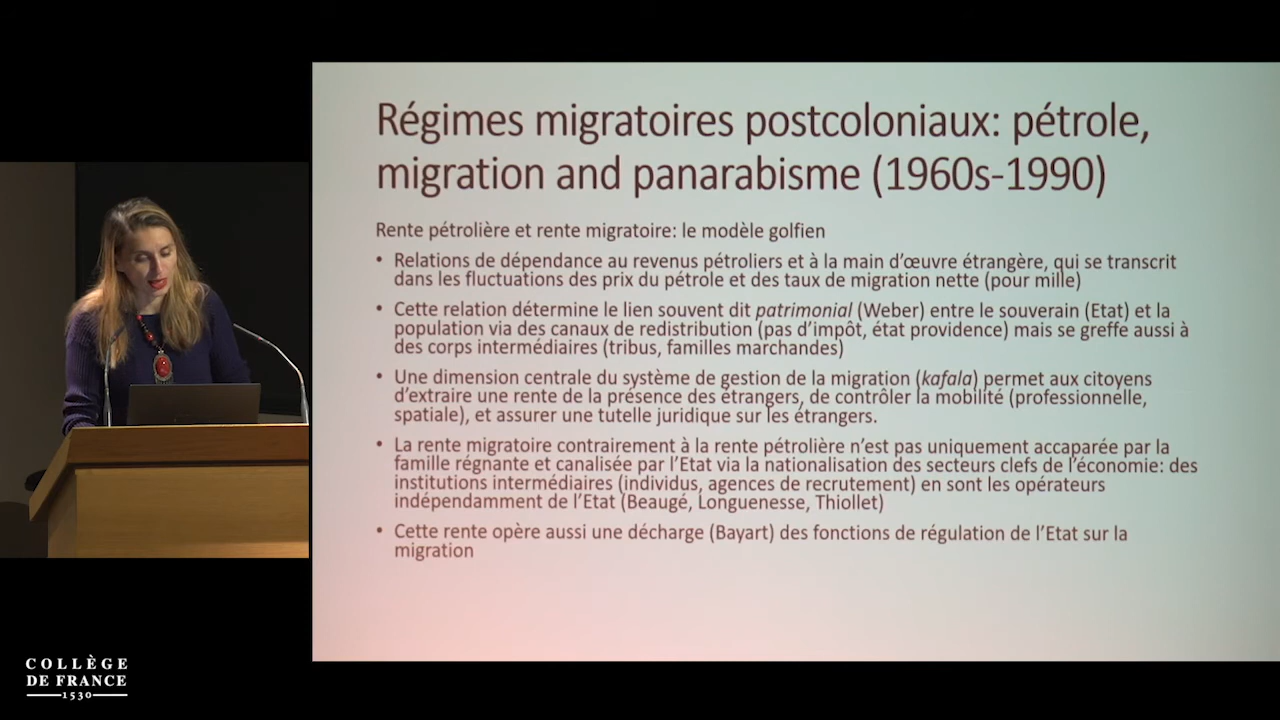 Régimes migratoires postcoloniaux: pétrole,
migration and panarabisme (1960s-1990)
Rente pétrolière et rente migratoire: le modèle golfien
• Relations de dépendance au revenus pétroliers et à la main d'œuvre étrangère, qui se transcrit
dans les fluctuations des prix du pétrole et des taux de migration nette (pour mille)
• Cette relation détermine le lien souvent dit patrimonial (Weber) entre le souverain (Etat) et la
population via des canaux de redistribution (pas d'impôt, état providence) mais se greffe aussi à
des corps intermédiaires (tribus, familles marchandes)
• Une dimension centrale du système de gestion de la migration (kafala) permet aux citoyens
d'extraire une rente de la présence des étrangers, de contrôler la mobilité (professionnelle,
spatiale), et assurer une tutelle juridique sur les étrangers.
• La rente migratoire contrairement à la rente pétrolière n'est pas uniquement accaparée par la
famille régnante et canalisée par l'Etat via la nationalisation des secteurs clefs de l'économie: des
institutions intermédiaires (individus, agences de recrutement) en sont les opérateurs
indépendamment de l'Etat (Beaugé, Longuenesse, Thiollet)
• Cette rente opère aussi une décharge (Bayart) des fonctions de régulation de l'Etat sur la
migration
COLLÈGE
DE FRANCE
1530